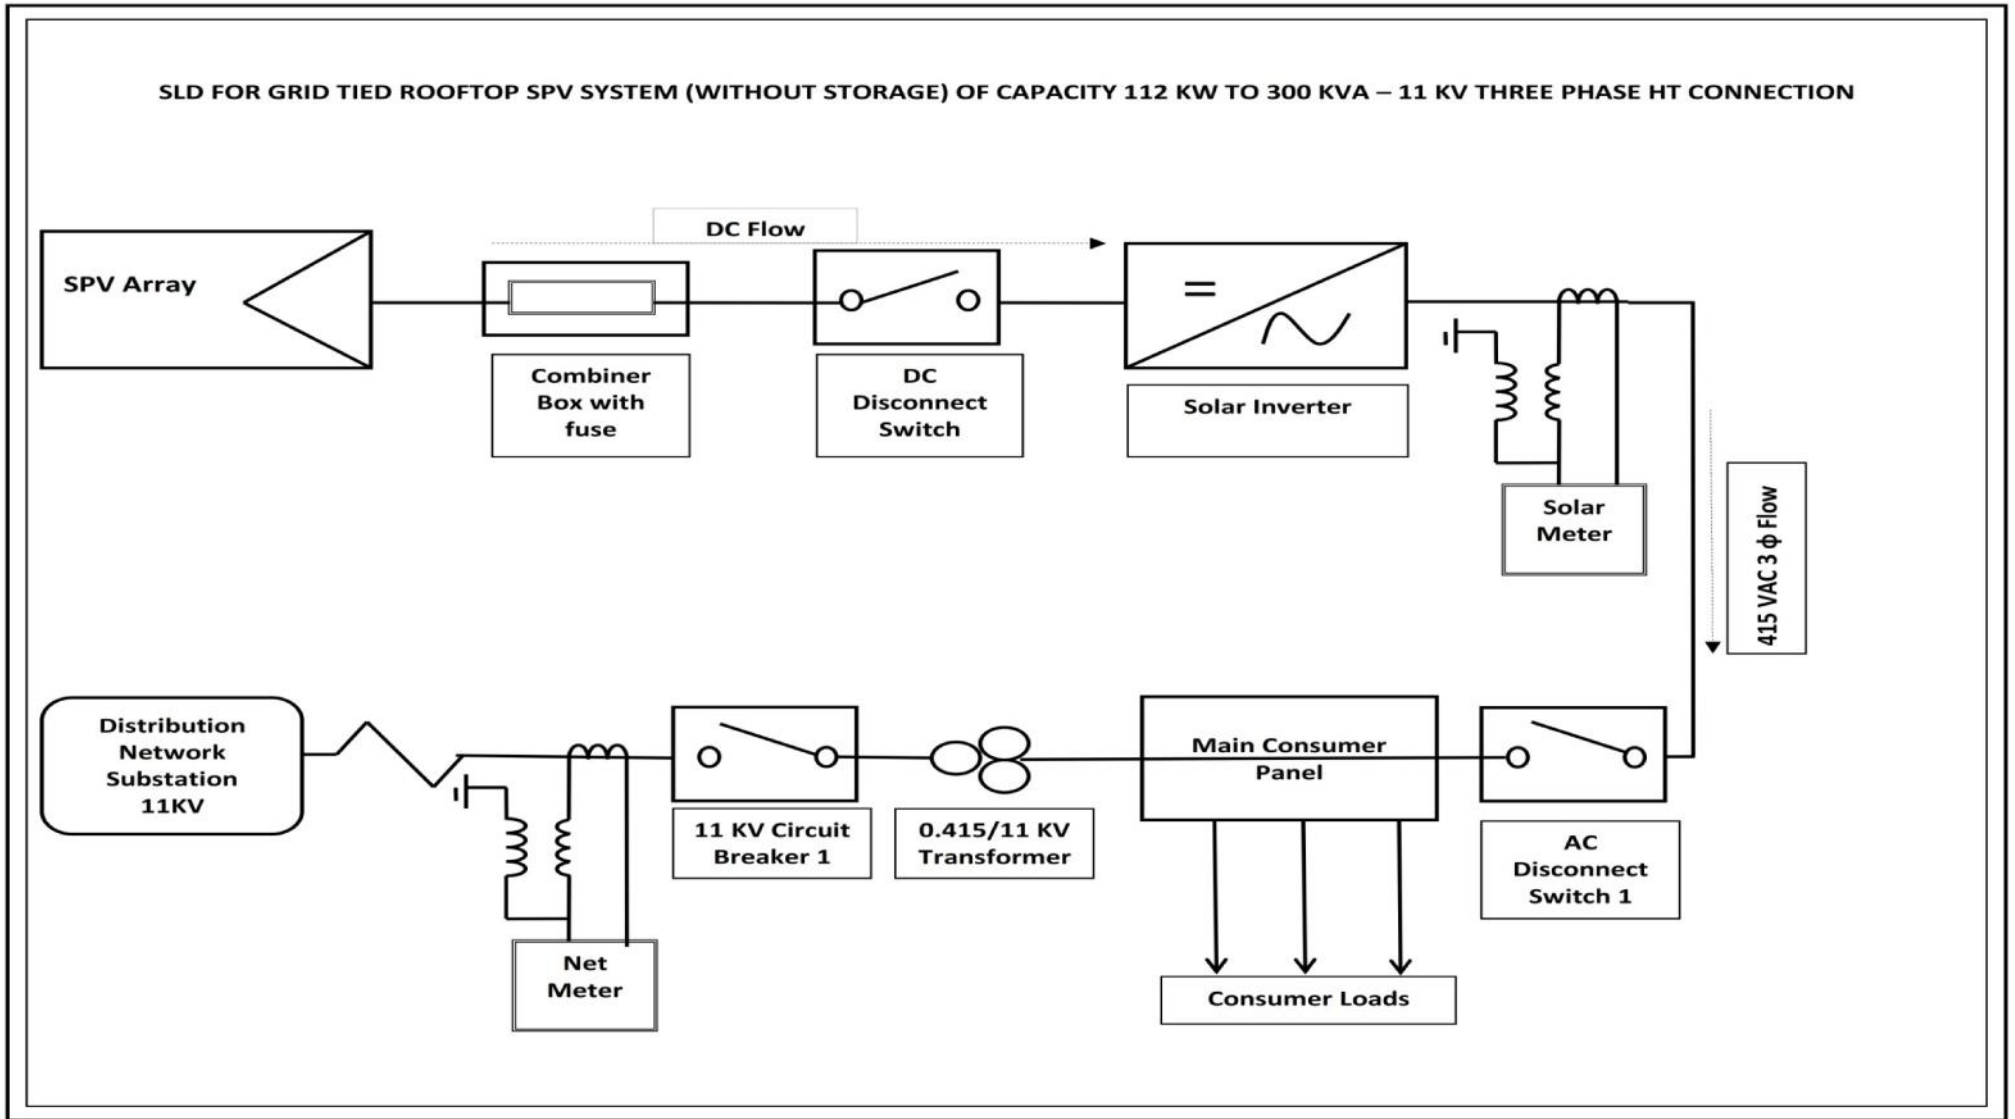 SLD FOR GRID TIED ROOFTOP SPV SYSTEM (WITHOUT STORAGE) OF CAPACITY 112 KW TO 300 KVA – 11 KV THREE PHASE HT CONNECTION
DC Flow
SPV Array
Combiner
Box with
fuse
DC
Disconnect
Switch
Solar Inverter
Solar
Meter
415 VAC 3 ϕ Flow
Distribution
Network
Substation
11KV
Net
Meter
11 KV Circuit
Breaker 1
0.415/11 KV
Transformer
Main Consumer
Panel
Consumer Loads
AC
Disconnect
Switch 1